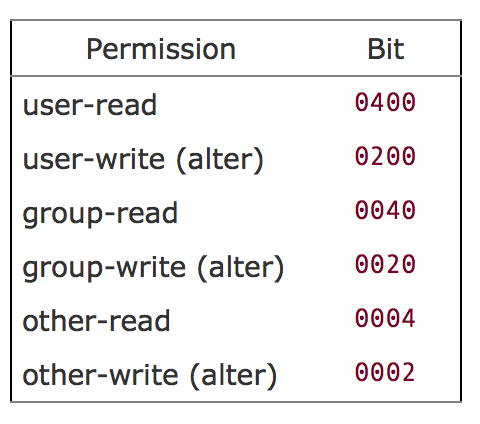 Permission Bit
user-read 0400
user-write (alter) 0200
group-read 0040
group-write (alter) 0020
other-read 0004
other-write (alter) 0002